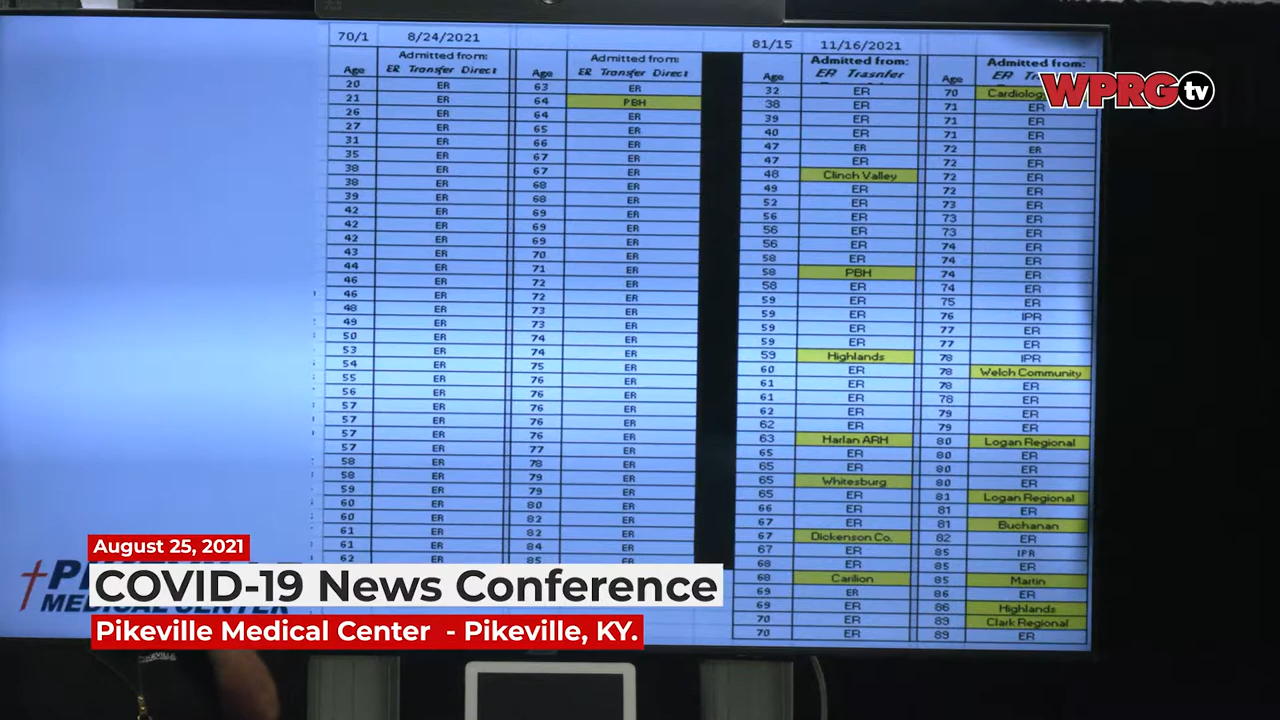 70/1 8/24/2021
Admitted from: Admitted from:
Age ER Transfer Direct Age ER Transfer Direct
20 ER 63 ER
21 ER 64 PBH
26 ER 64 ER
27 ER 65 ER
31 ER 66 ER
35 ER 67 ER
38 ER 67 ER
38 ER 68 ER
39 ER 68 ER
42 ER 69 ER
42 ER 69 ER
42 ER 69 ER
43 ER 70 ER
44 ER 71 ER
46 ER 72 ER
46 ER 72 ER
48 ER 73 ER
49 ER 73 ER
50 ER 74 ER
53 ER 74 ER
54 ER 75 ER
55 ER 76 ER
56 ER 76 ER
57 ER 76 ER
57 ER 76 ER
57 ER 76 ER
57 ER 77 ER
58 ER 78 ER
58 ER 79 ER
59 ER 79 ER
60 ER 80 ER
60 ER 82 ER
61 ER 82 ER
61 ER 84 ER
62 ER 85 ER
81/15 11/16/2021
Admitted from: Admitted from:
Age ER Trasnfer Age ER
32 ER 70
38 ER 71 ER
39 ER 71 ER
40 ER 71 ER
47 ER 72 ER
47 ER 72 ER
48 Clinch Valley 72 ER
49 ER 72 ER
52 ER 73 ER
56 ER 73 ER
56 ER 73 ER
56 ER 74 ER
58 ER 74 ER
58 PBH 74 ER
58 ER 74 ER
59 ER 75 ER
59 ER 76 IPR
59 ER 77 ER
59 ER 77 ER
59 Highlands 78 IPR
60 ER 78 Welch Community
61 ER 78 ER
61 ER 78 ER
62 ER 79 ER
62 ER 79 ER
63 Harlan ARH 80 Logan Regional
65 ER 80 ER
65 ER 80 ER
65 Whitesburg 80 ER
65 ER 81 Logan Regional
66 ER 81 ER
67 ER 81 Buchanan
67 Dickenson Co. 82 ER
67 ER 85 IPR
68 ER 85 ER
68 Carilion 85 Martin
69 ER 86 ER
69 ER 86 Highlands
70 ER 89 Clark Regional
70 ER 89 ER
WPRG tv
August 25, 2021
COVID-19 News Conference
MEDICAL CENTER
Pikeville Medical Center - Pikeville, KY.